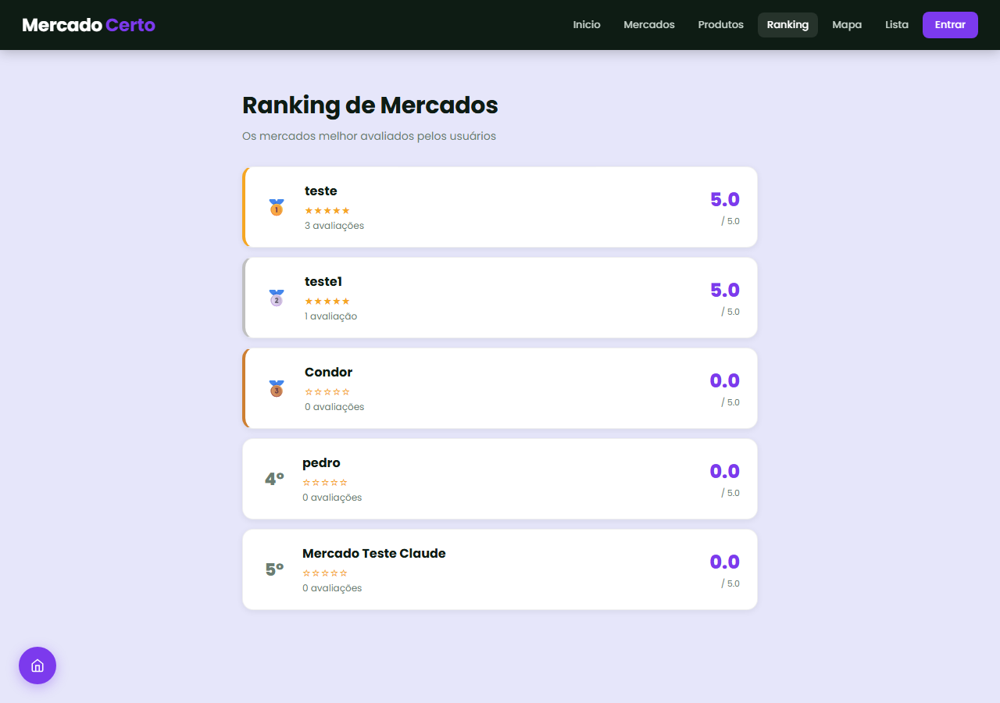 Mercado Certo
Inicio
Mercados
Produtos
Ranking
Mapa
Lista
Entrar
Ranking de Mercados
Os mercados melhor avaliados pelos usuários
1
teste
★★★★★
3 avaliações
5.0
/ 5.0
2
teste1
★★★★★
1 avaliação
5.0
/ 5.0
3
Condor
☆☆☆☆☆
0 avaliações
0.0
/ 5.0
4º
pedro
☆☆☆☆☆
0 avaliações
0.0
/ 5.0
5º
Mercado Teste Claude
☆☆☆☆☆
0 avaliações
0.0
/ 5.0